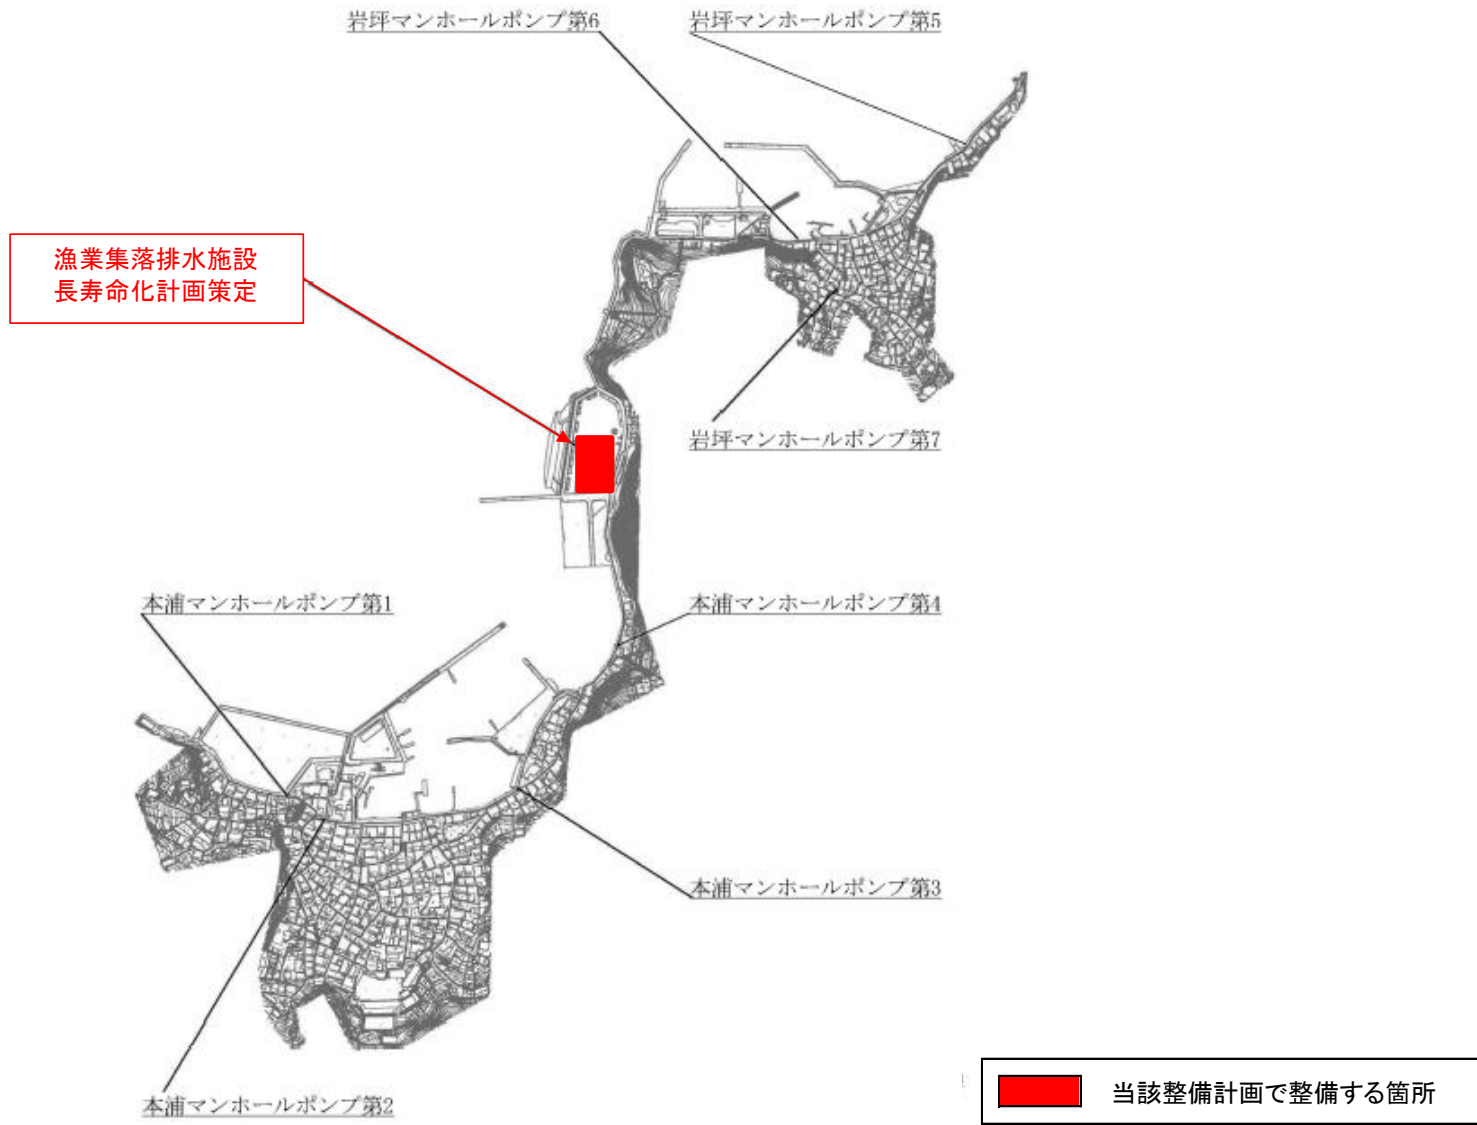 岩坪マンホールポンプ第6
岩坪マンホールポンプ第5
漁業集落排水施設
長寿命化計画策定
岩坪マンホールポンプ第7
本浦マンホールポンプ第1
本浦マンホールポンプ第4
本浦マンホールポンプ第3
本浦マンホールポンプ第2
当該整備計画で整備する箇所